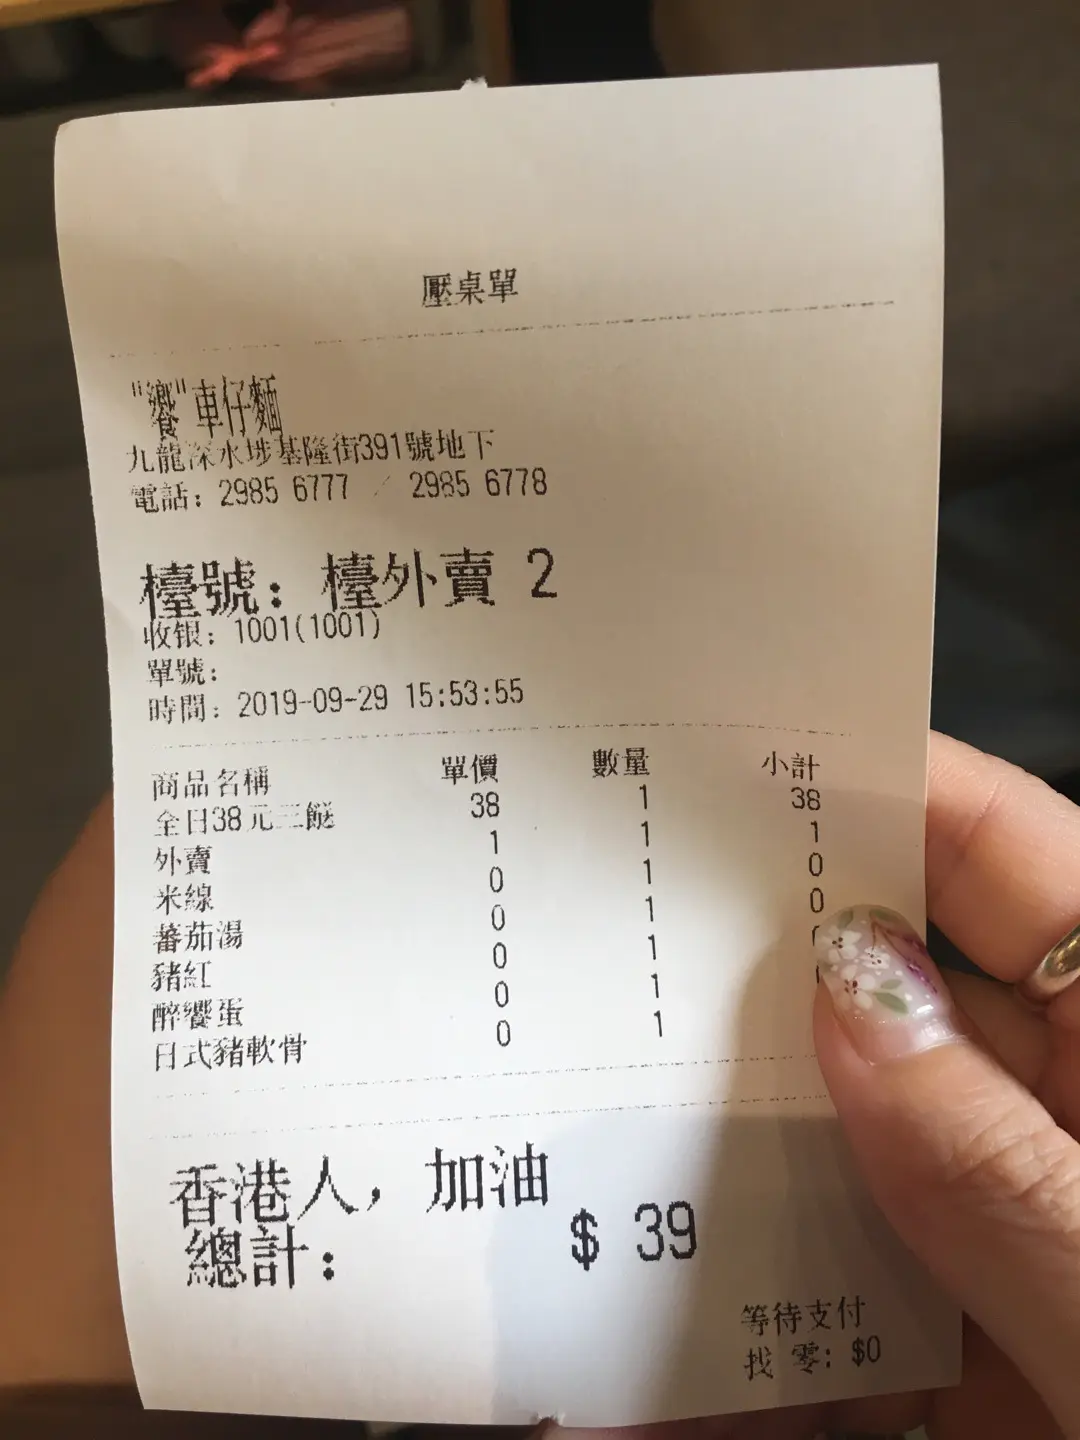 壓桌單
"饗"車仔麵
九龍深水埗基隆街391號地下
電話: 2985 6777 / 2985 6778
檯號: 檯外賣 2
收银: 1001(1001)
單號:
時間: 2019-09-29 15:53:55
商品名稱 單價 數量 小計
全日38元三餸 38 1 38
外賣 1 1 1
米線 0 1 0
蕃茄湯 0 1 0
豬紅 0 1
醉饗蛋 0 1
日式豬軟骨 0 1
香港人, 加油
總計: $ 39
等待支付
找 零: $0